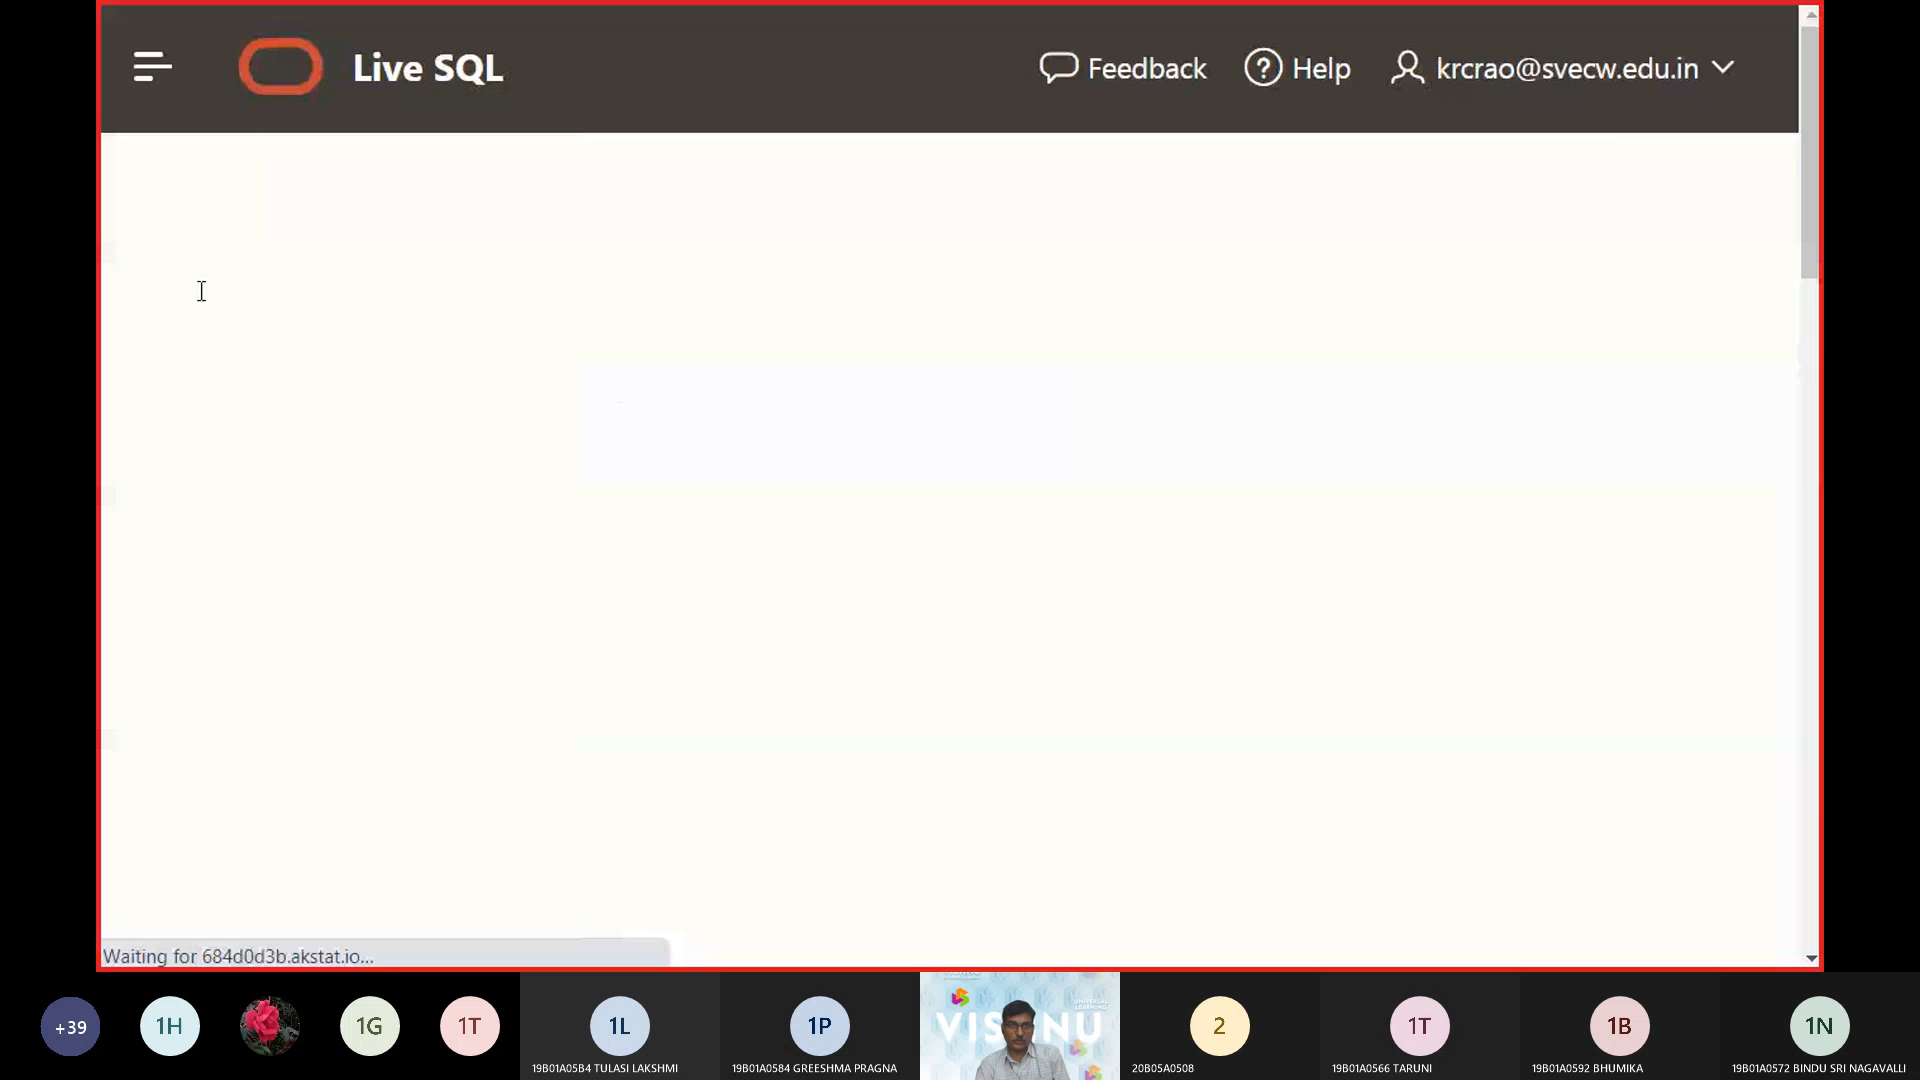 Live SQL
Feedback
Help
krcrao@svecw.edu.in
Waiting for 684d0d3b.akstat.io...
+39
1H
1G
1T
1L
19B01A05B4 TULASI LAKSHMI
1P
19B01A0584 GREESHMA PRAGNA
UNIVERSAL
LEARNING
2
20B05A0508
1T
19B01A0566 TARUNI
1B
19B01A0592 BHUMIKA
1N
19B01A0572 BINDU SRI NAGAVALLI